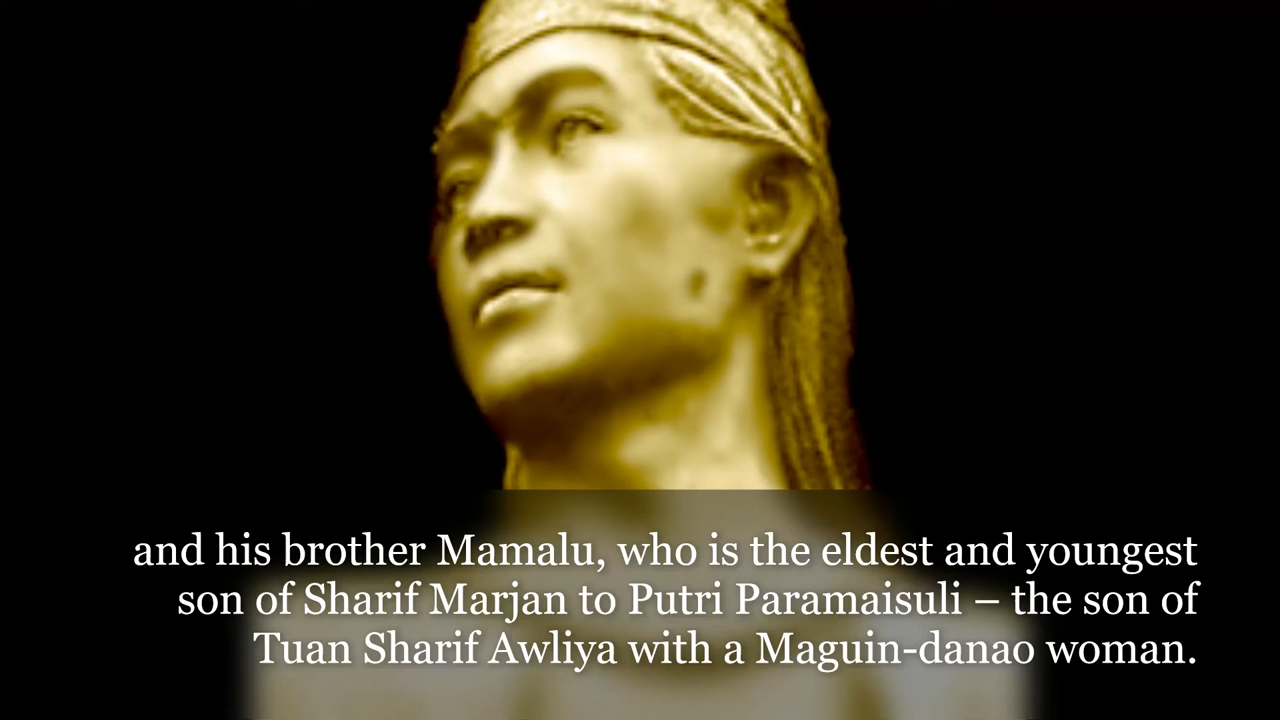 and his brother Mamalu, who is the eldest and youngest
son of Sharif Marjan to Putri Paramaisuli – the son of
Tuan Sharif Awliya with a Maguin-danao woman.